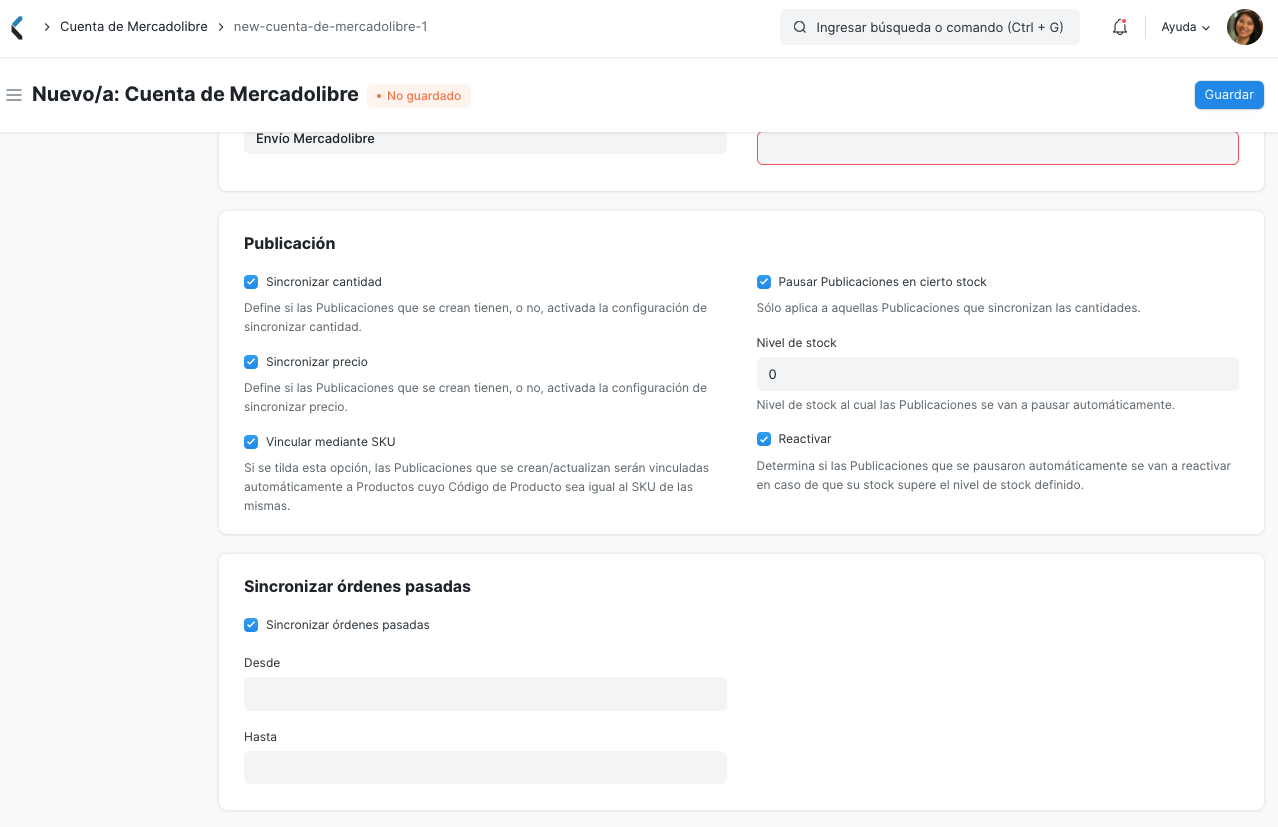 Cuenta de Mercadolibre
new-cuenta-de-mercadolibre-1
Ingresar búsqueda o comando (Ctrl + G)
Ayuda
Nuevo/a: Cuenta de Mercadolibre
No guardado
Guardar
Envío Mercadolibre
Publicación
Sincronizar cantidad
Define si las Publicaciones que se crean tienen, o no, activada la configuración de
sincronizar cantidad.
Sincronizar precio
Define si las Publicaciones que se crean tienen, o no, activada la configuración de
sincronizar precio.
Vincular mediante SKU
Si se tilda esta opción, las Publicaciones que se crean/actualizan serán vinculadas
automáticamente a Productos cuyo Código de Producto sea igual al SKU de las
mismas.
Pausar Publicaciones en cierto stock
Sólo aplica a aquellas Publicaciones que sincronizan las cantidades.
Nivel de stock
0
Nivel de stock al cual las Publicaciones se van a pausar automáticamente.
Reactivar
Determina si las Publicaciones que se pausaron automáticamente se van a reactivar
en caso de que su stock supere el nivel de stock definido.
Sincronizar órdenes pasadas
Sincronizar órdenes pasadas
Desde
Hasta